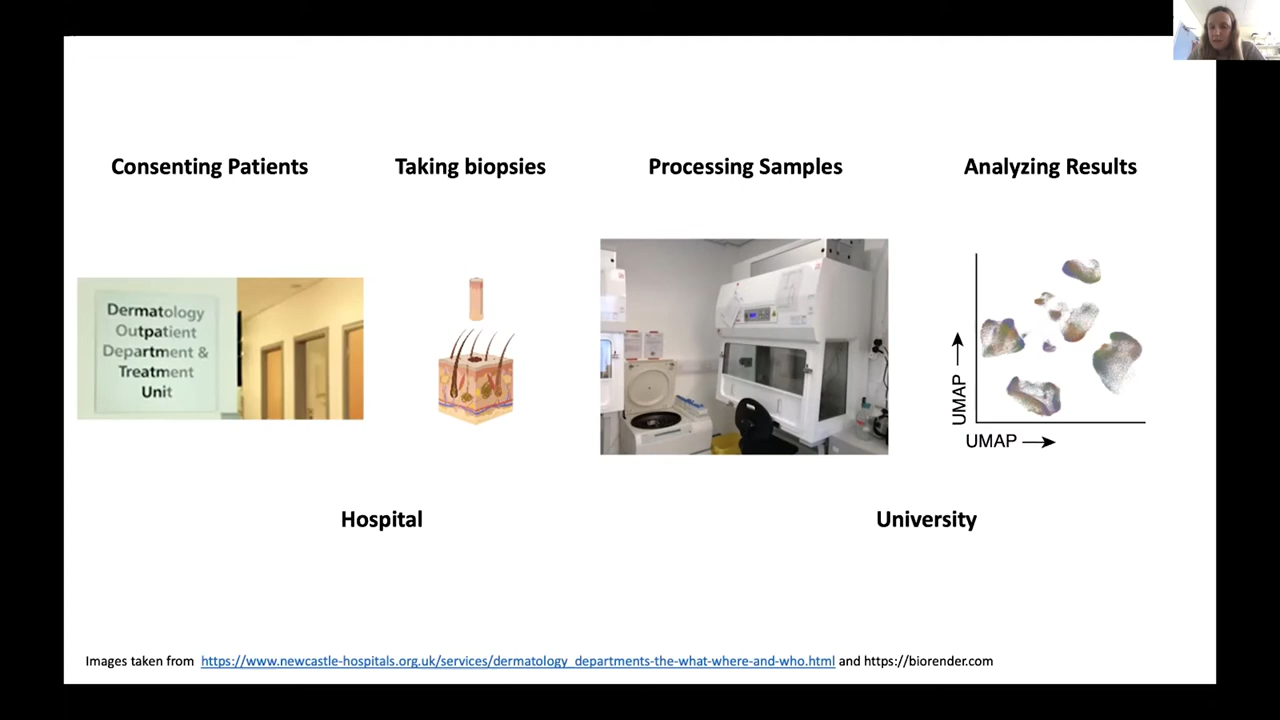 Consenting Patients
Taking biopsies
Processing Samples
Analyzing Results
Dermatology
Outpatient
Department &
Treatment
Unit
UMAP
UMAP
Hospital
University
Images taken from https://www.newcastle-hospitals.org.uk/services/dermatology_departments-the-what-where-and-who.html and https://biorender.com